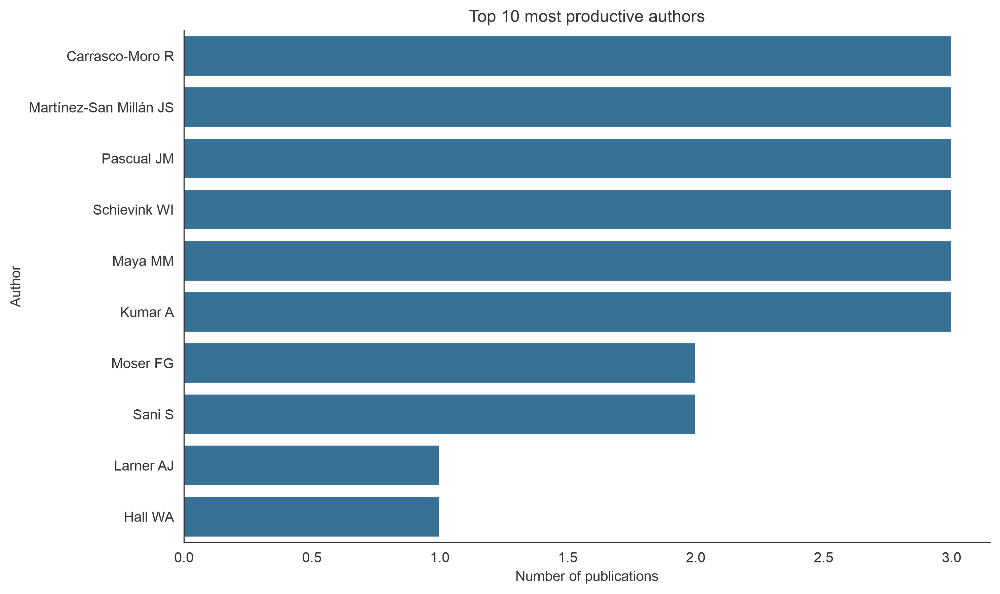 Top 10 most productive authors
Carrasco-Moro R
Martínez-San Millán JS
Pascual JM
Schievink WI
Maya MM
Kumar A
Moser FG
Sani S
Larner AJ
Hall WA
Author
0.0 0.5 1.0 1.5 2.0 2.5 3.0
Number of publications